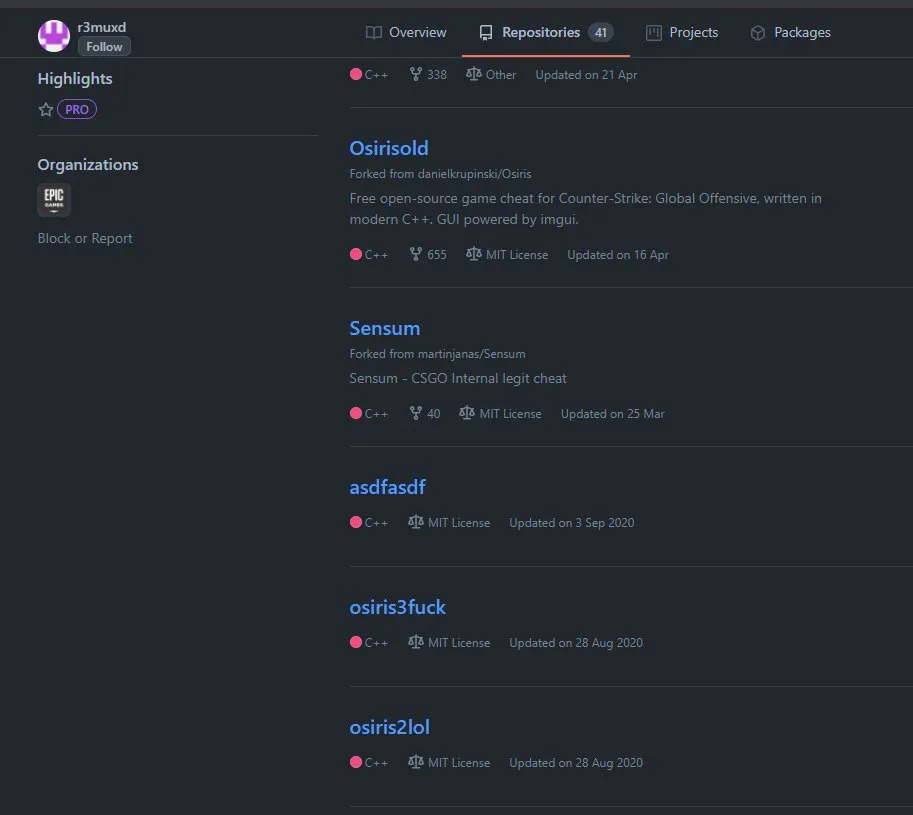 r3muxd
Follow
Overview
Repositories 41
Projects
Packages
Highlights
PRO
Organizations
EPIC
GAMES
Block or Report
C++ 338 Other Updated on 21 Apr
Osirisold
Forked from danielkrupinski/Osiris
Free open-source game cheat for Counter-Strike: Global Offensive, written in
modern C++. GUI powered by imgui.
C++ 655 MIT License Updated on 16 Apr
Sensum
Forked from martinjanas/Sensum
Sensum - CSGO Internal legit cheat
C++ 40 MIT License Updated on 25 Mar
asdfasdf
C++ MIT License Updated on 3 Sep 2020
osiris3fuck
C++ MIT License Updated on 28 Aug 2020
osiris2lol
C++ MIT License Updated on 28 Aug 2020